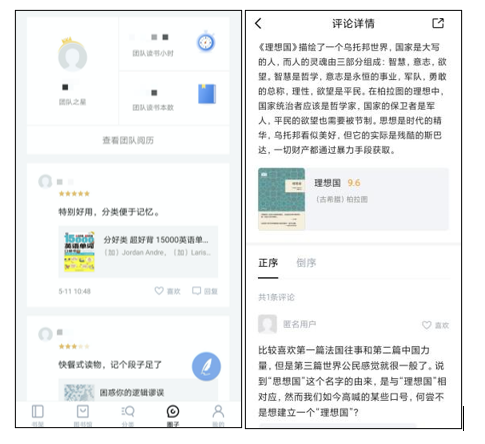 团队读书小时
团队之星
团队读书本数
查看团队阅历
特别好用，分类便于记忆。
15000
英语单词
分好类 超好背 15000英语单...
〔加〕Jordan Andre, 〔加〕Lans...
5-11 10:48
喜欢
回复
快餐式读物，记个段子足了
困惑你的逻辑谬误
书架
图书馆
分类
圈子
我的
评论详情
《理想国》描绘了一个乌托邦世界，国家是大写
的人，而人的灵魂由三部分组成：智慧，意志，欲
望。智慧是哲学，意志是永恒的事业，军队，勇敢
的总称，理性，欲望是平民。在柏拉图的理想中，
国家统治者应该是哲学家，国家的保卫者是军
人，平民的欲望也需要被节制。思想是时代的精
华，乌托邦看似美好，但它的实际是残酷的斯巴
达，一切财产都通过暴力手段获取。
理想国 9.6
(古希腊) 柏拉图
正序
倒序
共1条评论
匿名用户
喜欢
比较喜欢第一篇法国往事和第二篇中国力
量，但是第三篇世界公民感觉就很一般了。说
到"思想国"这个名字的由来，是与"理想国"相
对应，然而我们如今高喊的某些口号，何尝不
是想建立一个"理想国"？